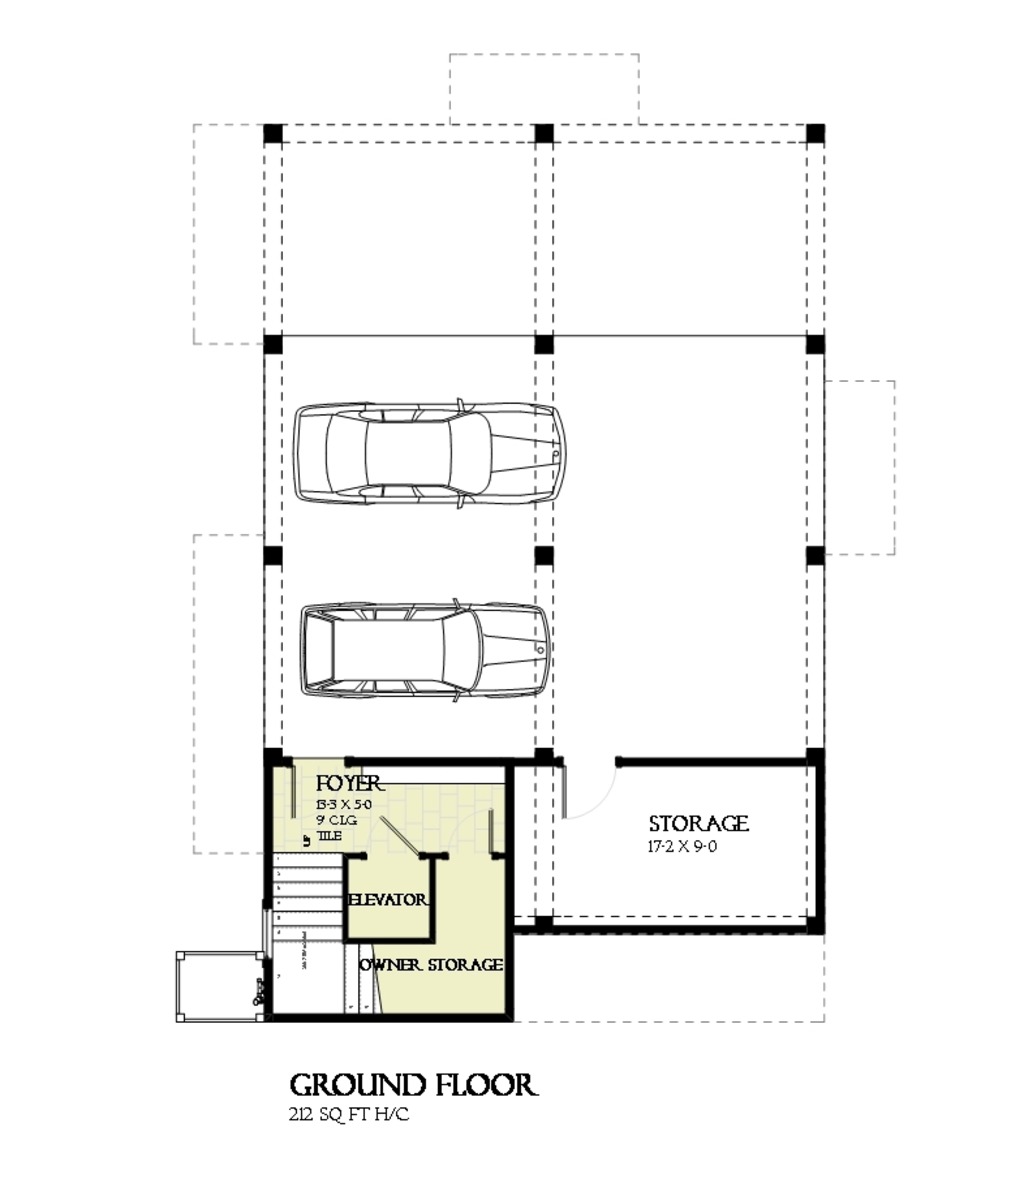 FOYER
13-3 X 5-0
9' CLG
TILE
UP
STORAGE
17-2 X 9-0
ELEVATOR
OWNER STORAGE
GROUND FLOOR
212 SQ FT H/C